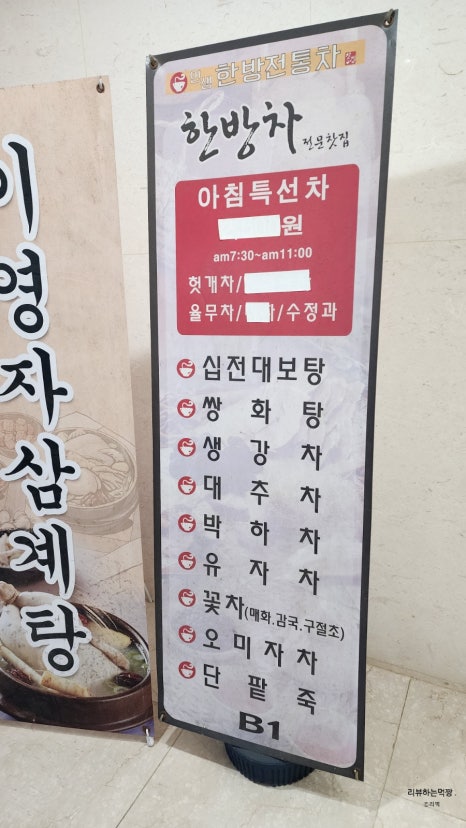 이영자삼계탕
한방전통차
한방차 전문찻집
아침특선차
원
am7:30~am11:00
헛개차/
율무차/ 차/수정과
십전대보탕
쌍화탕
생강차
대추차
박하차
유자차
꽃차(매화.감국.구절초)
오미자차
단팥죽
B1
리뷰하는먹짱.